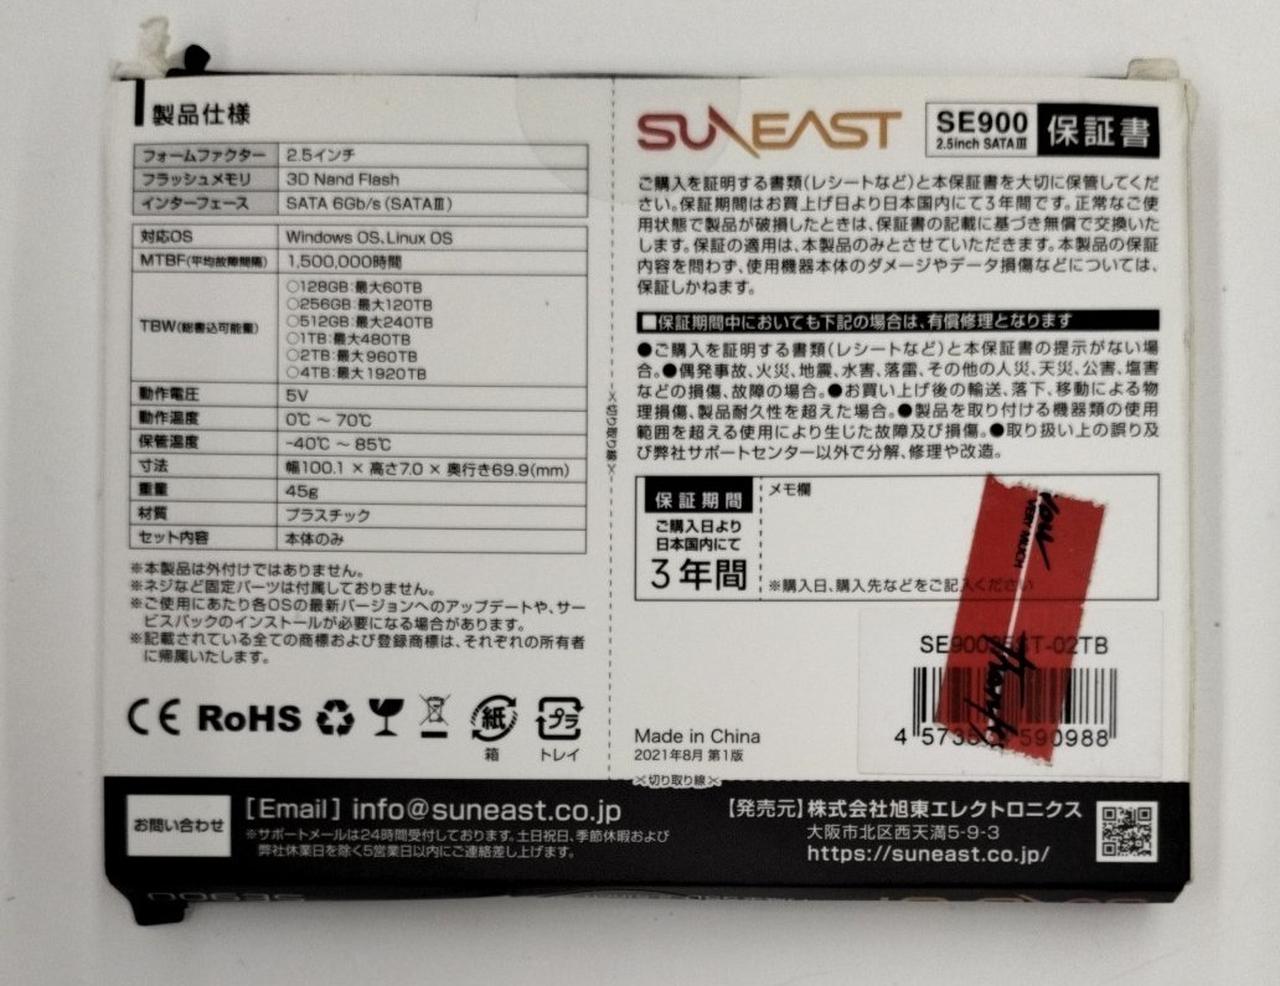 製品仕様
フォームファクター 2.5インチ
フラッシュメモリ 3D Nand Flash
インターフェース SATA 6Gb/s (SATAⅢ)
対応OS Windows OS、Linux OS
MTBF(平均故障間隔) 1,500,000時間
TBW(総書込可能量)
○128GB:最大60TB
○256GB:最大120TB
○512GB:最大240TB
○1TB:最大480TB
○2TB:最大960TB
○4TB:最大1920TB
動作電圧 5V
動作温度 0℃ ～ 70℃
保管温度 -40℃ ～ 85℃
寸法 幅100.1 × 高さ7.0 × 奥行き69.9(mm)
重量 45g
材質 プラスチック
セット内容 本体のみ
※本製品は外付けではありません。
※ネジなど固定パーツは付属しておりません。
※ご使用にあたり各OSの最新バージョンへのアップデートや、サー
ビスパックのインストールが必要になる場合があります。
※記載されている全ての商標および登録商標は、それぞれの所有者
に帰属いたします。
CE RoHS
紙 プラ
箱 トレイ
切り取り線
SUNEAST
SE900
2.5inch SATAⅢ
保証書
ご購入を証明する書類(レシートなど)と本保証書を大切に保管してくだ
さい。保証期間はお買上げ日より日本国内にて3年間です。正常なご使
用状態で製品が破損したときは、保証書の記載に基づき無償で交換いた
します。保証の適用は、本製品のみとさせていただきます。本製品の保証
内容を問わず、使用機器本体のダメージやデータ損傷などについては、
保証しかねます。
■保証期間中においても下記の場合は、有償修理となります
●ご購入を証明する書類(レシートなど)と本保証書の提示がない場
合。●偶発事故、火災、地震、水害、落雷、その他の人災、天災、公害、塩害
などの損傷、故障の場合。●お買い上げ後の輸送、落下、移動による物
理損傷、製品耐久性を超えた場合。●製品を取り付ける機器類の使用
範囲を超える使用により生じた故障及び損傷。●取り扱い上の誤り及
び弊社サポートセンター以外で分解、修理や改造。
保証期間
ご購入日より
日本国内にて
3年間
メモ欄
※購入日、購入先などをご記入ください
You
VERY MUCH
Thanks
SE900 T-02TB
4 573 590988
Made in China
2021年8月 第1版
切り取り線
お問い合わせ
[Email] info@suneast.co.jp
※サポートメールは24時間受付しております。土日祝日、季節休暇および
弊社休業日を除く5営業日以内にご連絡差し上げます。
【発売元】株式会社旭東エレクトロニクス
大阪市北区西天満5-9-3
https://suneast.co.jp/